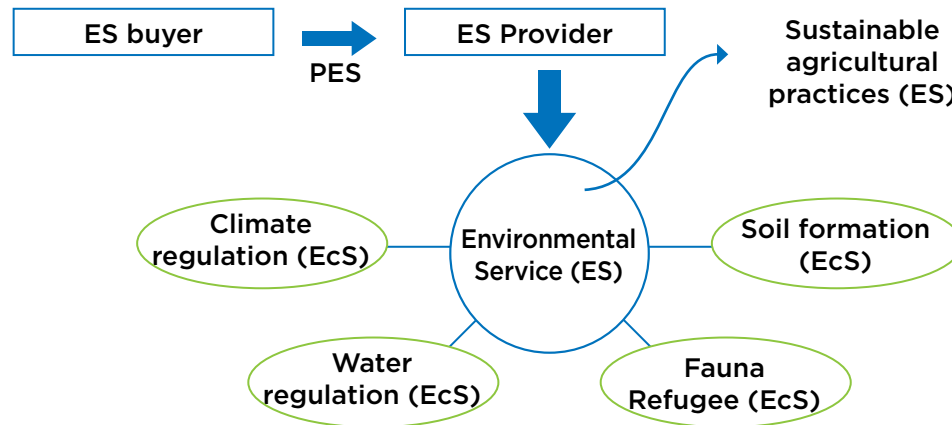 ES buyer
PES
ES Provider
Sustainable
agricultural
practices (ES)
Climate
regulation (EcS)
Environmental
Service (ES)
Soil formation
(EcS)
Water
regulation (EcS)
Fauna
Refugee (EcS)